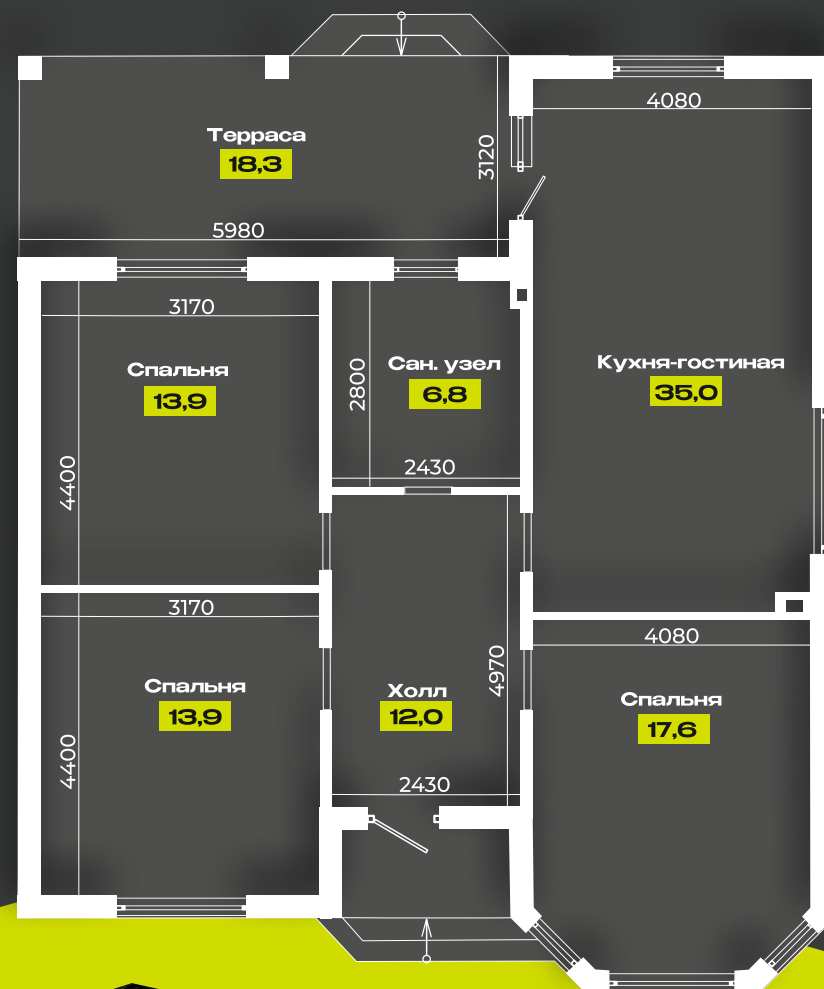 4080
Терраса
18,3
3120
5980
3170
Спальня
13,9
4400
2800
Сан. узел
6,8
2430
Кухня-гостиная
35,0
3170
Спальня
13,9
4400
Холл
12,0
4970
2430
4080
Спальня
17,6